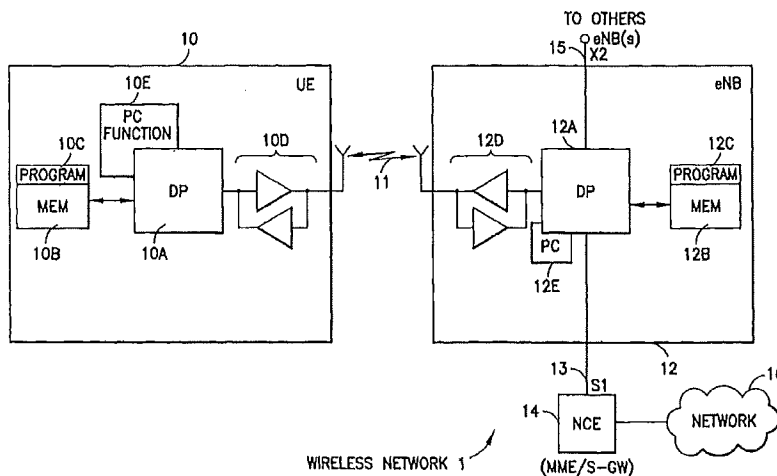 TO OTHERS
eNB(s)
15
X2
10
UE
eNB
10E
PC
FUNCTION
10C
PROGRAM
MEM
10B
DP
10A
10D
11
12D
12A
DP
PC
12E
12C
PROGRAM
MEM
12B
12
13
S1
14
NCE
(MME/S-GW)
NETWORK
WIRELESS NETWORK 1